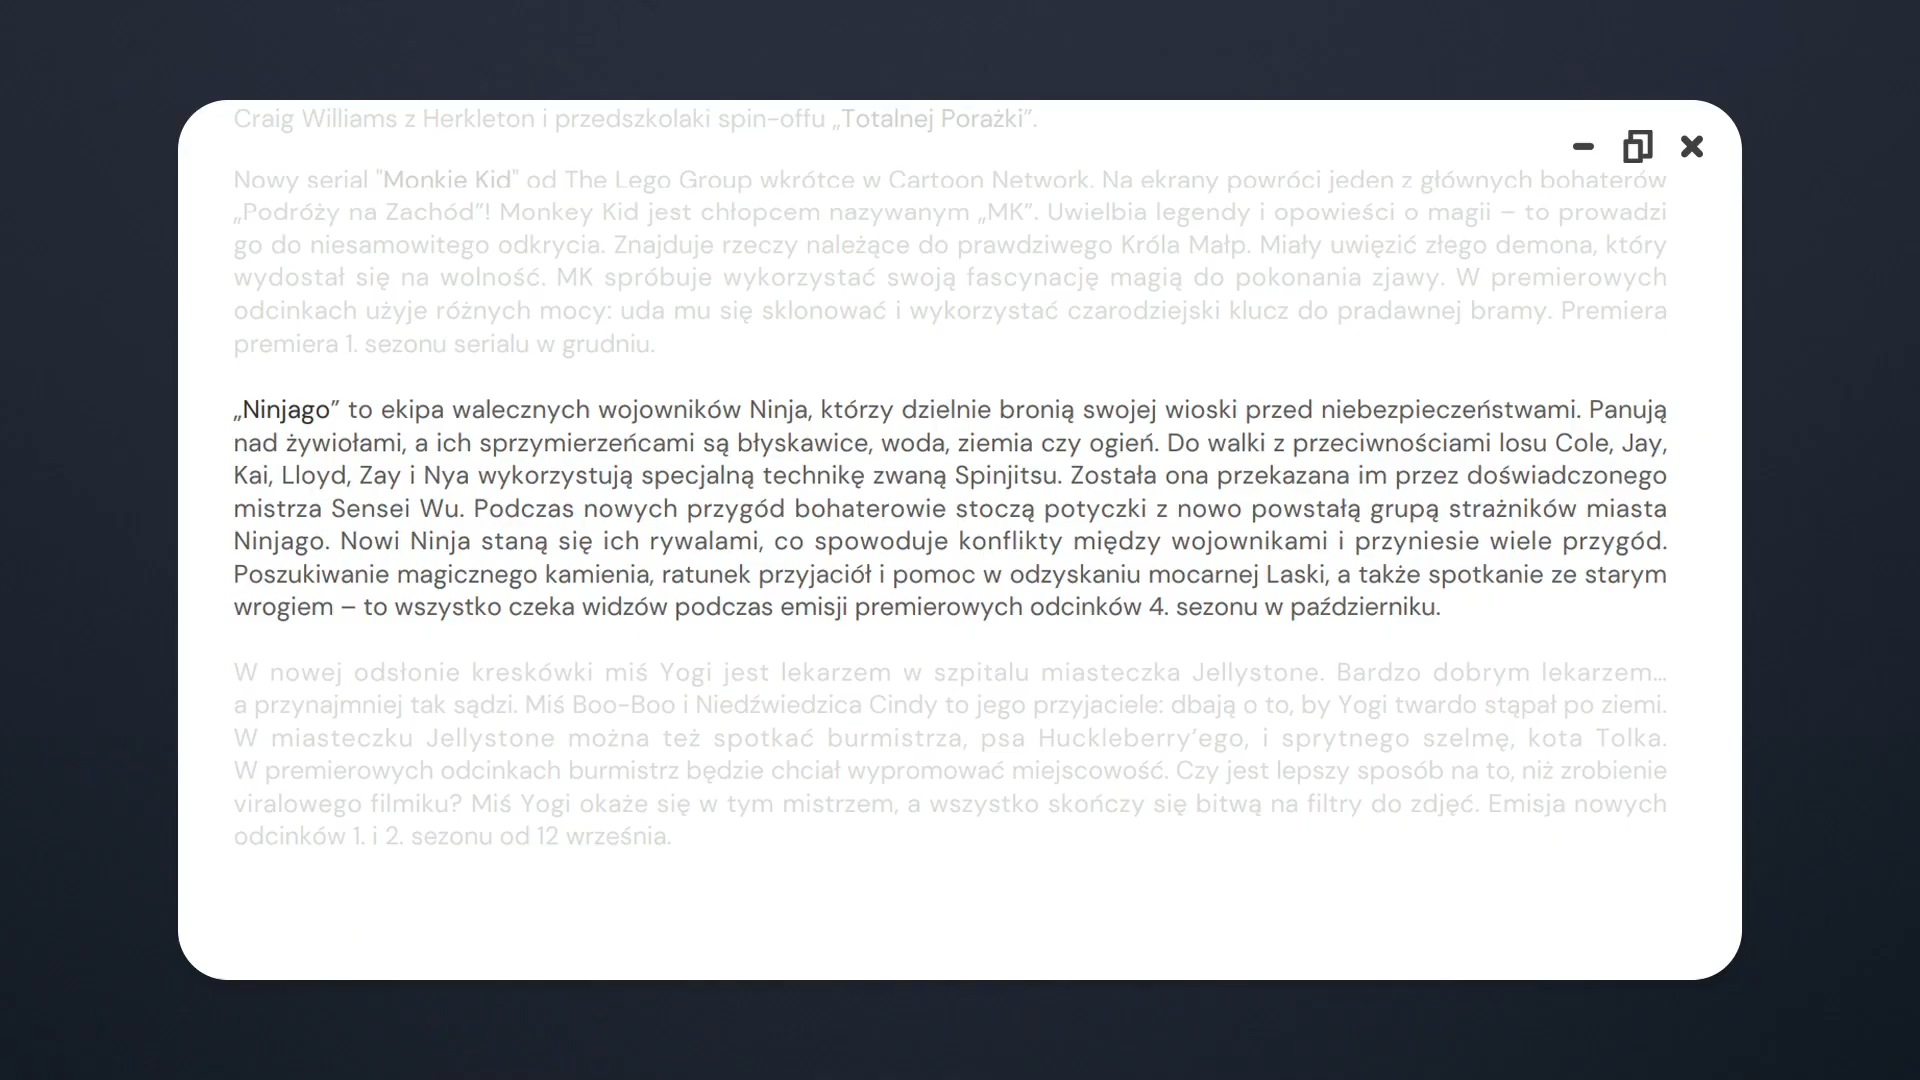 Craig Williams z Herkleton i przedszkolaki spin-offu „Totalnej Porażki”.
Nowy serial "Monkie Kid" od The Lego Group wkrótce w Cartoon Network. Na ekrany powróci jeden z głównych bohaterów
„Podróży na Zachód”! Monkey Kid jest chłopcem nazywanym „MK”. Uwielbia legendy i opowieści o magii – to prowadzi
go do niesamowitego odkrycia. Znajduje rzeczy należące do prawdziwego Króla Małp. Miały uwięzić złego demona, który
wydostał się na wolność. MK spróbuje wykorzystać swoją fascynację magią do pokonania zjawy. W premierowych
odcinkach użyje różnych mocy: uda mu się sklonować i wykorzystać czarodziejski klucz do pradawnej bramy. Premiera
premiera 1. sezonu serialu w grudniu.
„Ninjago” to ekipa walecznych wojowników Ninja, którzy dzielnie bronią swojej wioski przed niebezpieczeństwami. Panują
nad żywiołami, a ich sprzymierzeńcami są błyskawice, woda, ziemia czy ogień. Do walki z przeciwnościami losu Cole, Jay,
Kai, Lloyd, Zay i Nya wykorzystują specjalną technikę zwaną Spinjitsu. Została ona przekazana im przez doświadczonego
mistrza Sensei Wu. Podczas nowych przygód bohaterowie stoczą potyczki z nowo powstałą grupą strażników miasta
Ninjago. Nowi Ninja staną się ich rywalami, co spowoduje konflikty między wojownikami i przyniesie wiele przygód.
Poszukiwanie magicznego kamienia, ratunek przyjaciół i pomoc w odzyskaniu mocarnej Laski, a także spotkanie ze starym
wrogiem – to wszystko czeka widzów podczas emisji premierowych odcinków 4. sezonu w październiku.
W nowej odsłonie kreskówki miś Yogi jest lekarzem w szpitalu miasteczka Jellystone. Bardzo dobrym lekarzem…
a przynajmniej tak sądzi. Miś Boo-Boo i Niedźwiedzica Cindy to jego przyjaciele: dbają o to, by Yogi twardo stąpał po ziemi.
W miasteczku Jellystone można też spotkać burmistrza, psa Huckleberry’ego, i sprytnego szelmę, kota Tolka.
W premierowych odcinkach burmistrz będzie chciał wypromować miejscowość. Czy jest lepszy sposób na to, niż zrobienie
viralowego filmiku? Miś Yogi okaże się w tym mistrzem, a wszystko skończy się bitwą na filtry do zdjęć. Emisja nowych
odcinków 1. i 2. sezonu od 12 września.